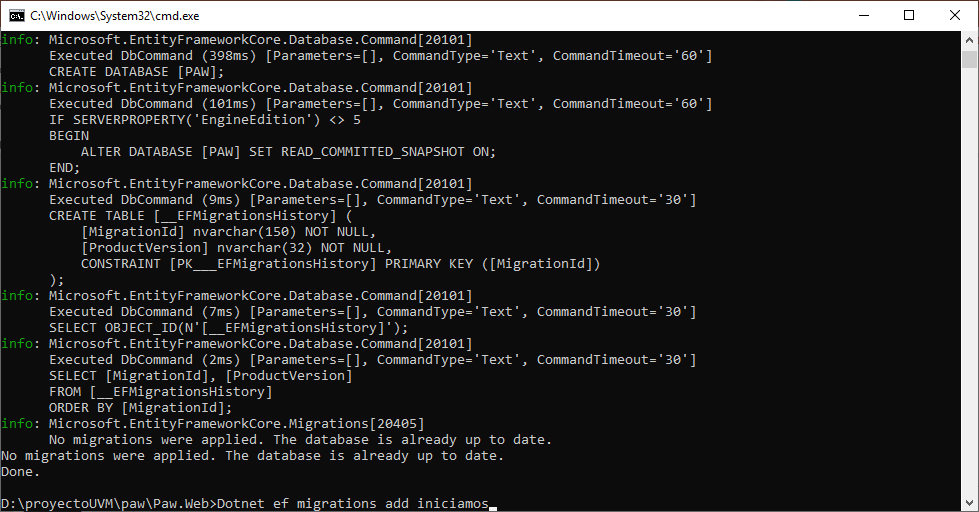 C:\Windows\System32\cmd.exe
info: Microsoft.EntityFrameworkCore.Database.Command[20101]
      Executed DbCommand (398ms) [Parameters=[], CommandType='Text', CommandTimeout='60']
      CREATE DATABASE [PAW];
info: Microsoft.EntityFrameworkCore.Database.Command[20101]
      Executed DbCommand (101ms) [Parameters=[], CommandType='Text', CommandTimeout='60']
      IF SERVERPROPERTY('EngineEdition') <> 5
      BEGIN
          ALTER DATABASE [PAW] SET READ_COMMITTED_SNAPSHOT ON;
      END;
info: Microsoft.EntityFrameworkCore.Database.Command[20101]
      Executed DbCommand (9ms) [Parameters=[], CommandType='Text', CommandTimeout='30']
      CREATE TABLE [__EFMigrationsHistory] (
          [MigrationId] nvarchar(150) NOT NULL,
          [ProductVersion] nvarchar(32) NOT NULL,
          CONSTRAINT [PK___EFMigrationsHistory] PRIMARY KEY ([MigrationId])
      );
info: Microsoft.EntityFrameworkCore.Database.Command[20101]
      Executed DbCommand (7ms) [Parameters=[], CommandType='Text', CommandTimeout='30']
      SELECT OBJECT_ID(N'[__EFMigrationsHistory]');
info: Microsoft.EntityFrameworkCore.Database.Command[20101]
      Executed DbCommand (2ms) [Parameters=[], CommandType='Text', CommandTimeout='30']
      SELECT [MigrationId], [ProductVersion]
      FROM [__EFMigrationsHistory]
      ORDER BY [MigrationId];
info: Microsoft.EntityFrameworkCore.Migrations[20405]
      No migrations were applied. The database is already up to date.
No migrations were applied. The database is already up to date.
Done.
D:\proyectoUVM\paw\Paw.Web>Dotnet ef migrations add iniciamos